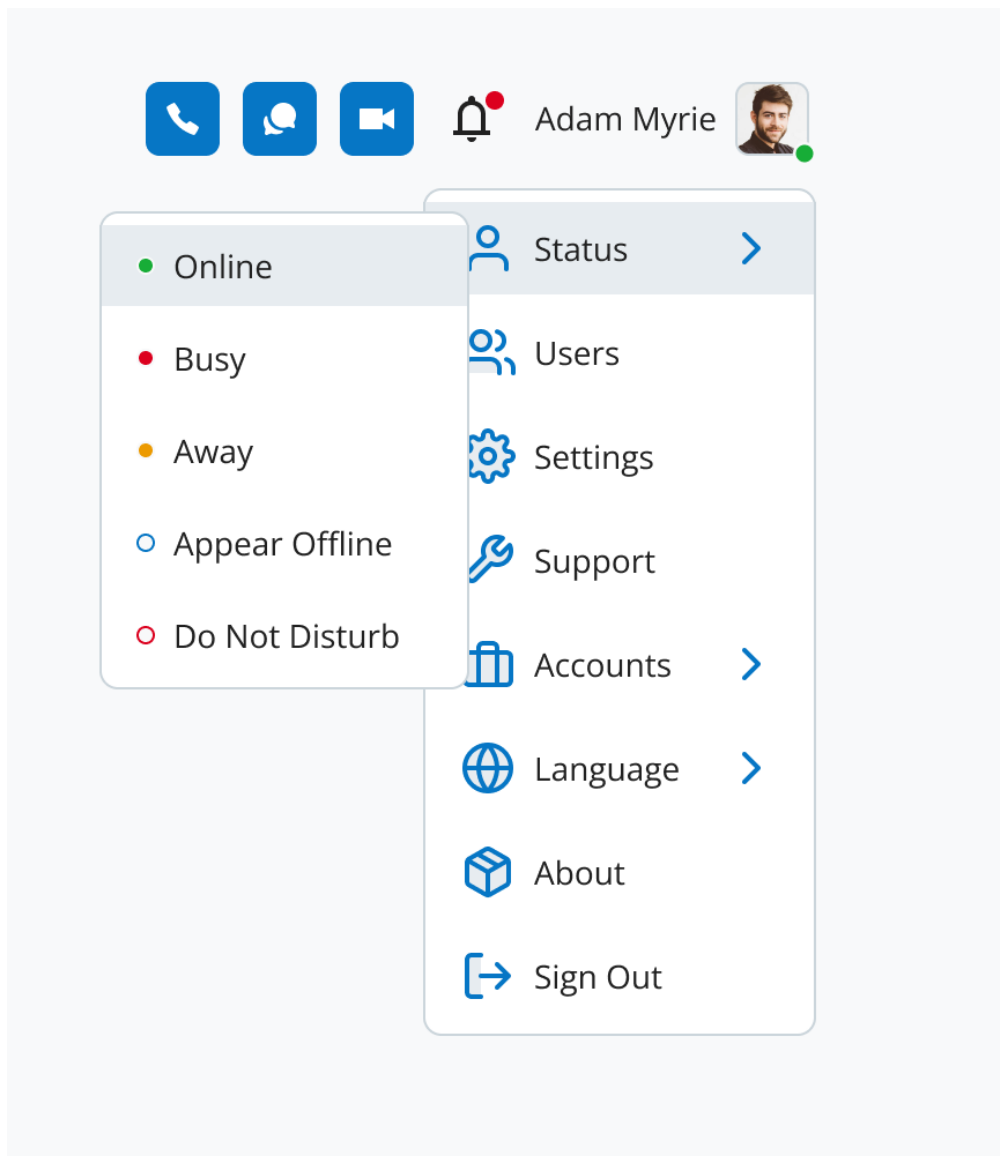 Adam Myrie
Status
Online
Busy
Away
Appear Offline
Do Not Disturb
Users
Settings
Support
Accounts
Language
About
Sign Out